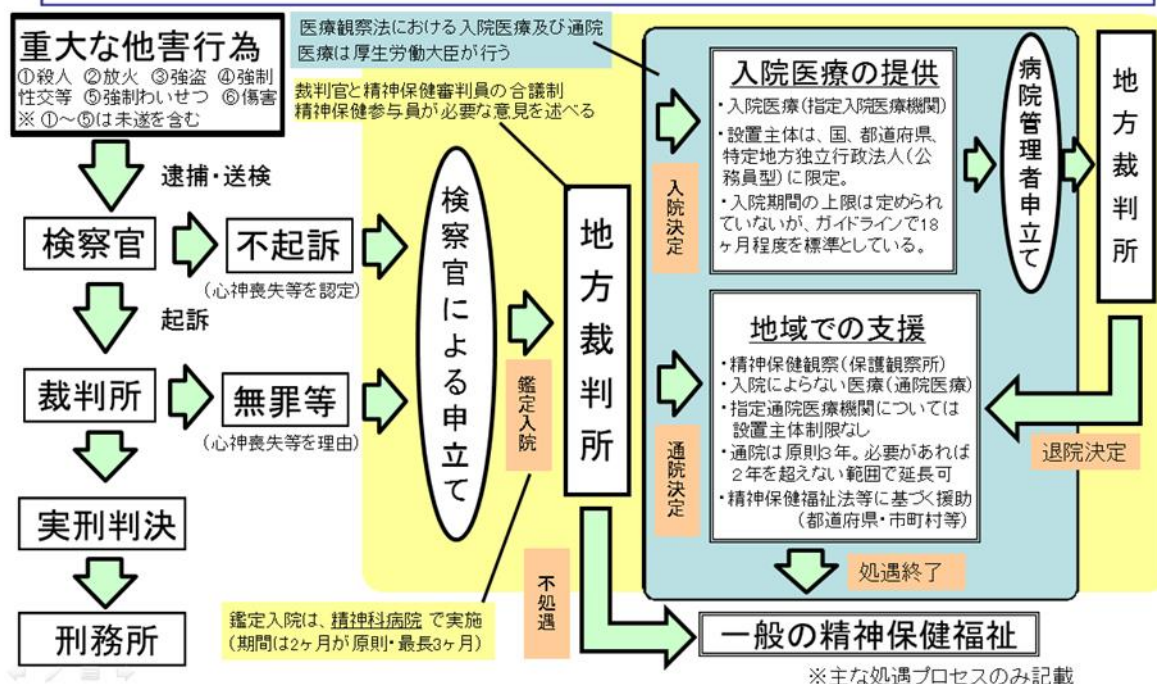 重大な他害行為
①殺人 ②放火 ③強盗 ④強制
性交等 ⑤強制わいせつ ⑥傷害
※ ①～⑤は未遂を含む
逮捕・送検
検察官
不起訴
(心神喪失等を認定)
起訴
裁判所
無罪等
(心神喪失等を理由)
実刑判決
刑務所
医療観察法における入院医療及び通院
医療は厚生労働大臣が行う
裁判官と精神保健審判員の合議制
精神保健参与員が必要な意見を述べる
検察官による申立て
鑑定入院
鑑定入院は、精神科病院 で実施
(期間は2ヶ月が原則・最長3ヶ月)
地方裁判所
入院決定
入院医療の提供
・入院医療(指定入院医療機関)
・設置主体は、国、都道府県、
特定地方独立行政法人(公
務員型)に限定。
・入院期間の上限は定められ
ていないが、ガイドラインで18
ヶ月程度を標準としている。
病院管理者申立て
地方裁判所
退院決定
通院決定
地域での支援
・精神保健観察(保護観察所)
・入院によらない医療(通院医療)
・指定通院医療機関については
設置主体制限なし
・通院は原則3年。必要があれば
2年を超えない範囲で延長可
・精神保健福祉法等に基づく援助
(都道府県・市町村等)
処遇終了
不処遇
一般の精神保健福祉
※主な処遇プロセスのみ記載